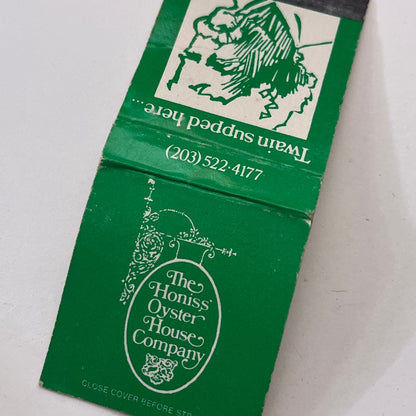 Twain supped here...
(203) 522-4177
The
Honiss'
Oyster
House
Company
CLOSE COVER BEFORE